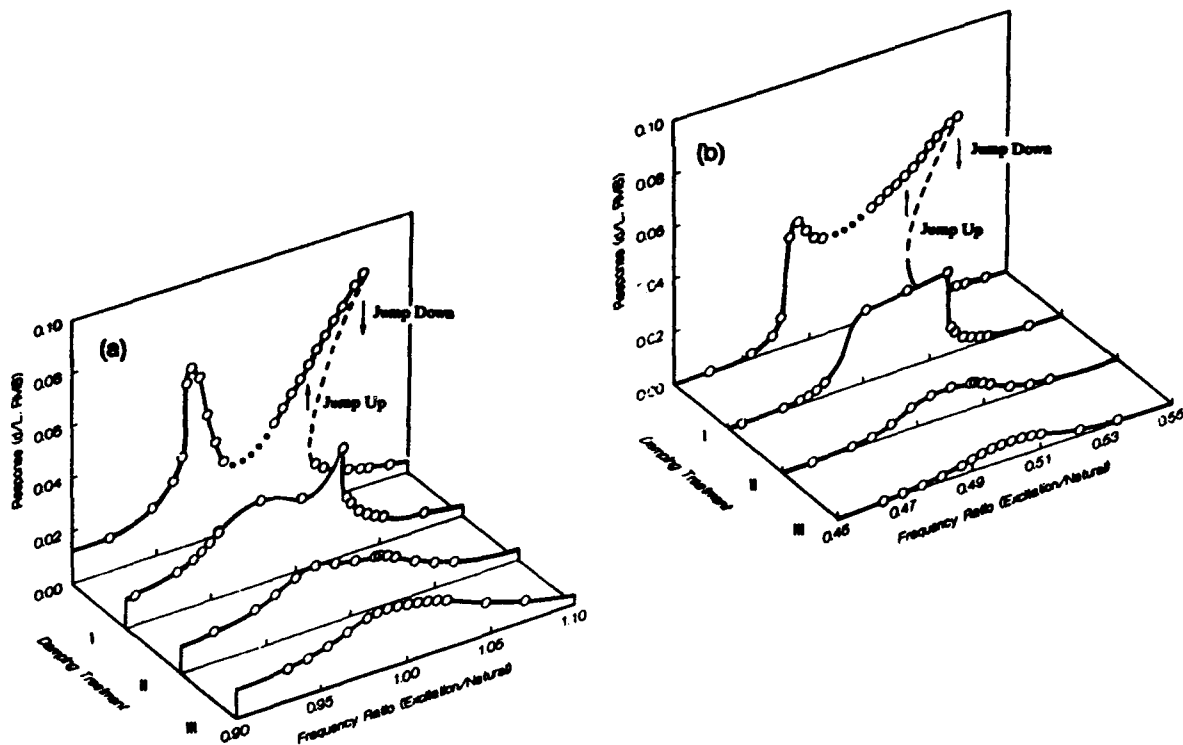 (a)
Response (d/L, RMS)
0.10
0.08
0.06
0.04
0.02
0.00
Jump Down
Jump Up
I
II
III
Damping Treatment
0.90
0.95
1.00
1.05
1.10
Frequency Ratio (Excitation/Natural)
(b)
Response (d/L, RMS)
0.10
0.08
0.06
Jump Down
Jump Up
I
II
III
Damping Treatment
0.45
0.47
0.49
0.51
0.53
0.55
Frequency Ratio (Excitation/Natural)